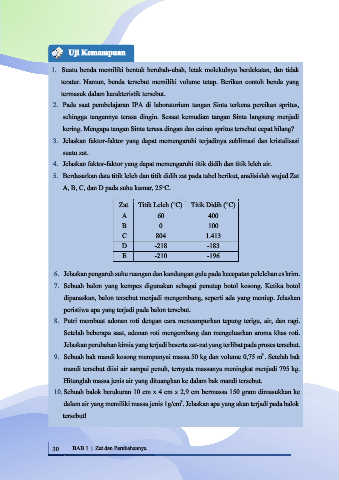 Uji Kemampuan
1. Suatu benda memiliki bentuk berubah-ubah, letak molekulnya berdekatan, dan tidak
teratur. Namun, benda tersebut memiliki volume tetap. Berikan contoh benda yang
termasuk dalam karakteristik tersebut.
2. Pada saat pembelajaran IPA di laboratorium tangan Sinta terkena percikan spritus,
sehingga tangannya terasa dingin. Sesaat kemudian tangan Sinta langsung menjadi
kering. Mengapa tangan Sinta terasa dingan dan cairan spritus tersebut cepat hilang?
3. Jelaskan faktor-faktor yang dapat memengaruhi terjadinya sublimasi dan kristalisasi
suatu zat.
4. Jelaskan faktor-faktor yang dapat memengaruhi titik didih dan titik leleh air.
5. Berdasarkan data titik leleh dan titik didih zat pada tabel berikut, analisislah wujud Zat
A, B, C, dan D pada suhu kamar, 25°C.
Zat Titik Leleh (°C) Titik Didih (°C)
A 60 400
B 0 100
C 804 1.413
D -218 -183
E -210 -196
6. Jelaskan pengaruh suhu ruangan dan kandungan gula pada kecepatan pelelehan es krim.
7. Sebuah balon yang kempes digunakan sebagai penutup botol kosong. Ketika botol
dipanaskan, balon tersebut menjadi mengembang, seperti ada yang meniup. Jelaskan
peristiwa apa yang terjadi pada balon tersebut.
8. Putri membuat adonan roti dengan cara mencampurkan tepung terigu, air, dan ragi.
Setelah beberapa saat, adonan roti mengembang dan mengeluarkan aroma khas roti.
Jelaskan perubahan kimia yang terjadi beserta zat-zat yang terlibat pada proses tersebut.
9. Sebuah bak mandi kosong mempunyai massa 50 kg dan volume 0,75 m³. Setelah bak
mandi tersebut diisi air sampai penuh, ternyata massanya meningkat menjadi 795 kg.
Hitunglah massa jenis air yang dituangkan ke dalam bak mandi tersebut.
10. Sebuah balok berukuran 10 cm x 4 cm x 2,9 cm bermassa 150 gram dimasukkan ke
dalam air yang memiliki massa jenis 1g/cm³. Jelaskan apa yang akan terjadi pada balok
tersebut!
30 BAB 1 | Zat dan Perubahannya